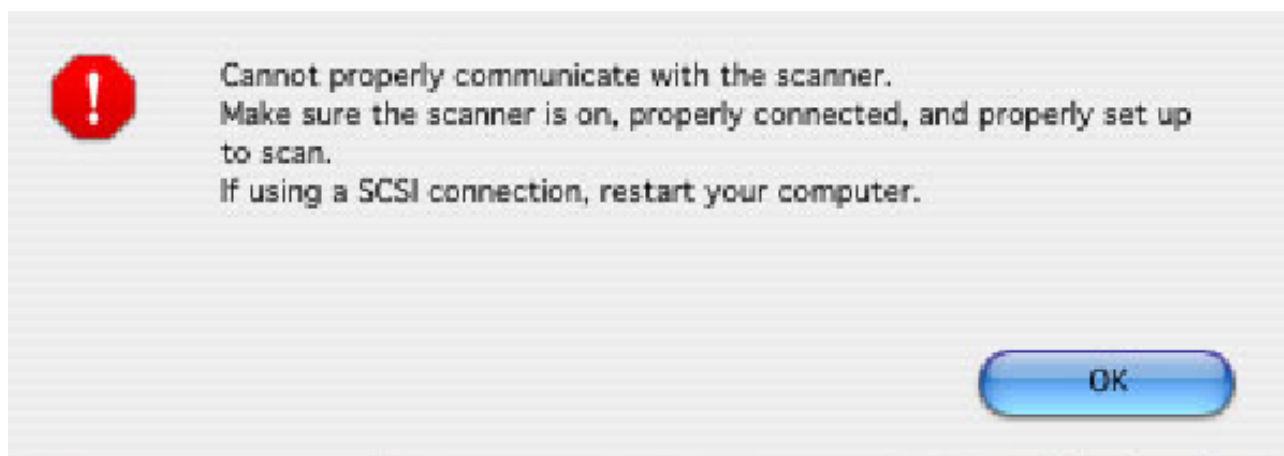 Cannot properly communicate with the scanner.
Make sure the scanner is on, properly connected, and properly set up
to scan.
If using a SCSI connection, restart your computer.
OK